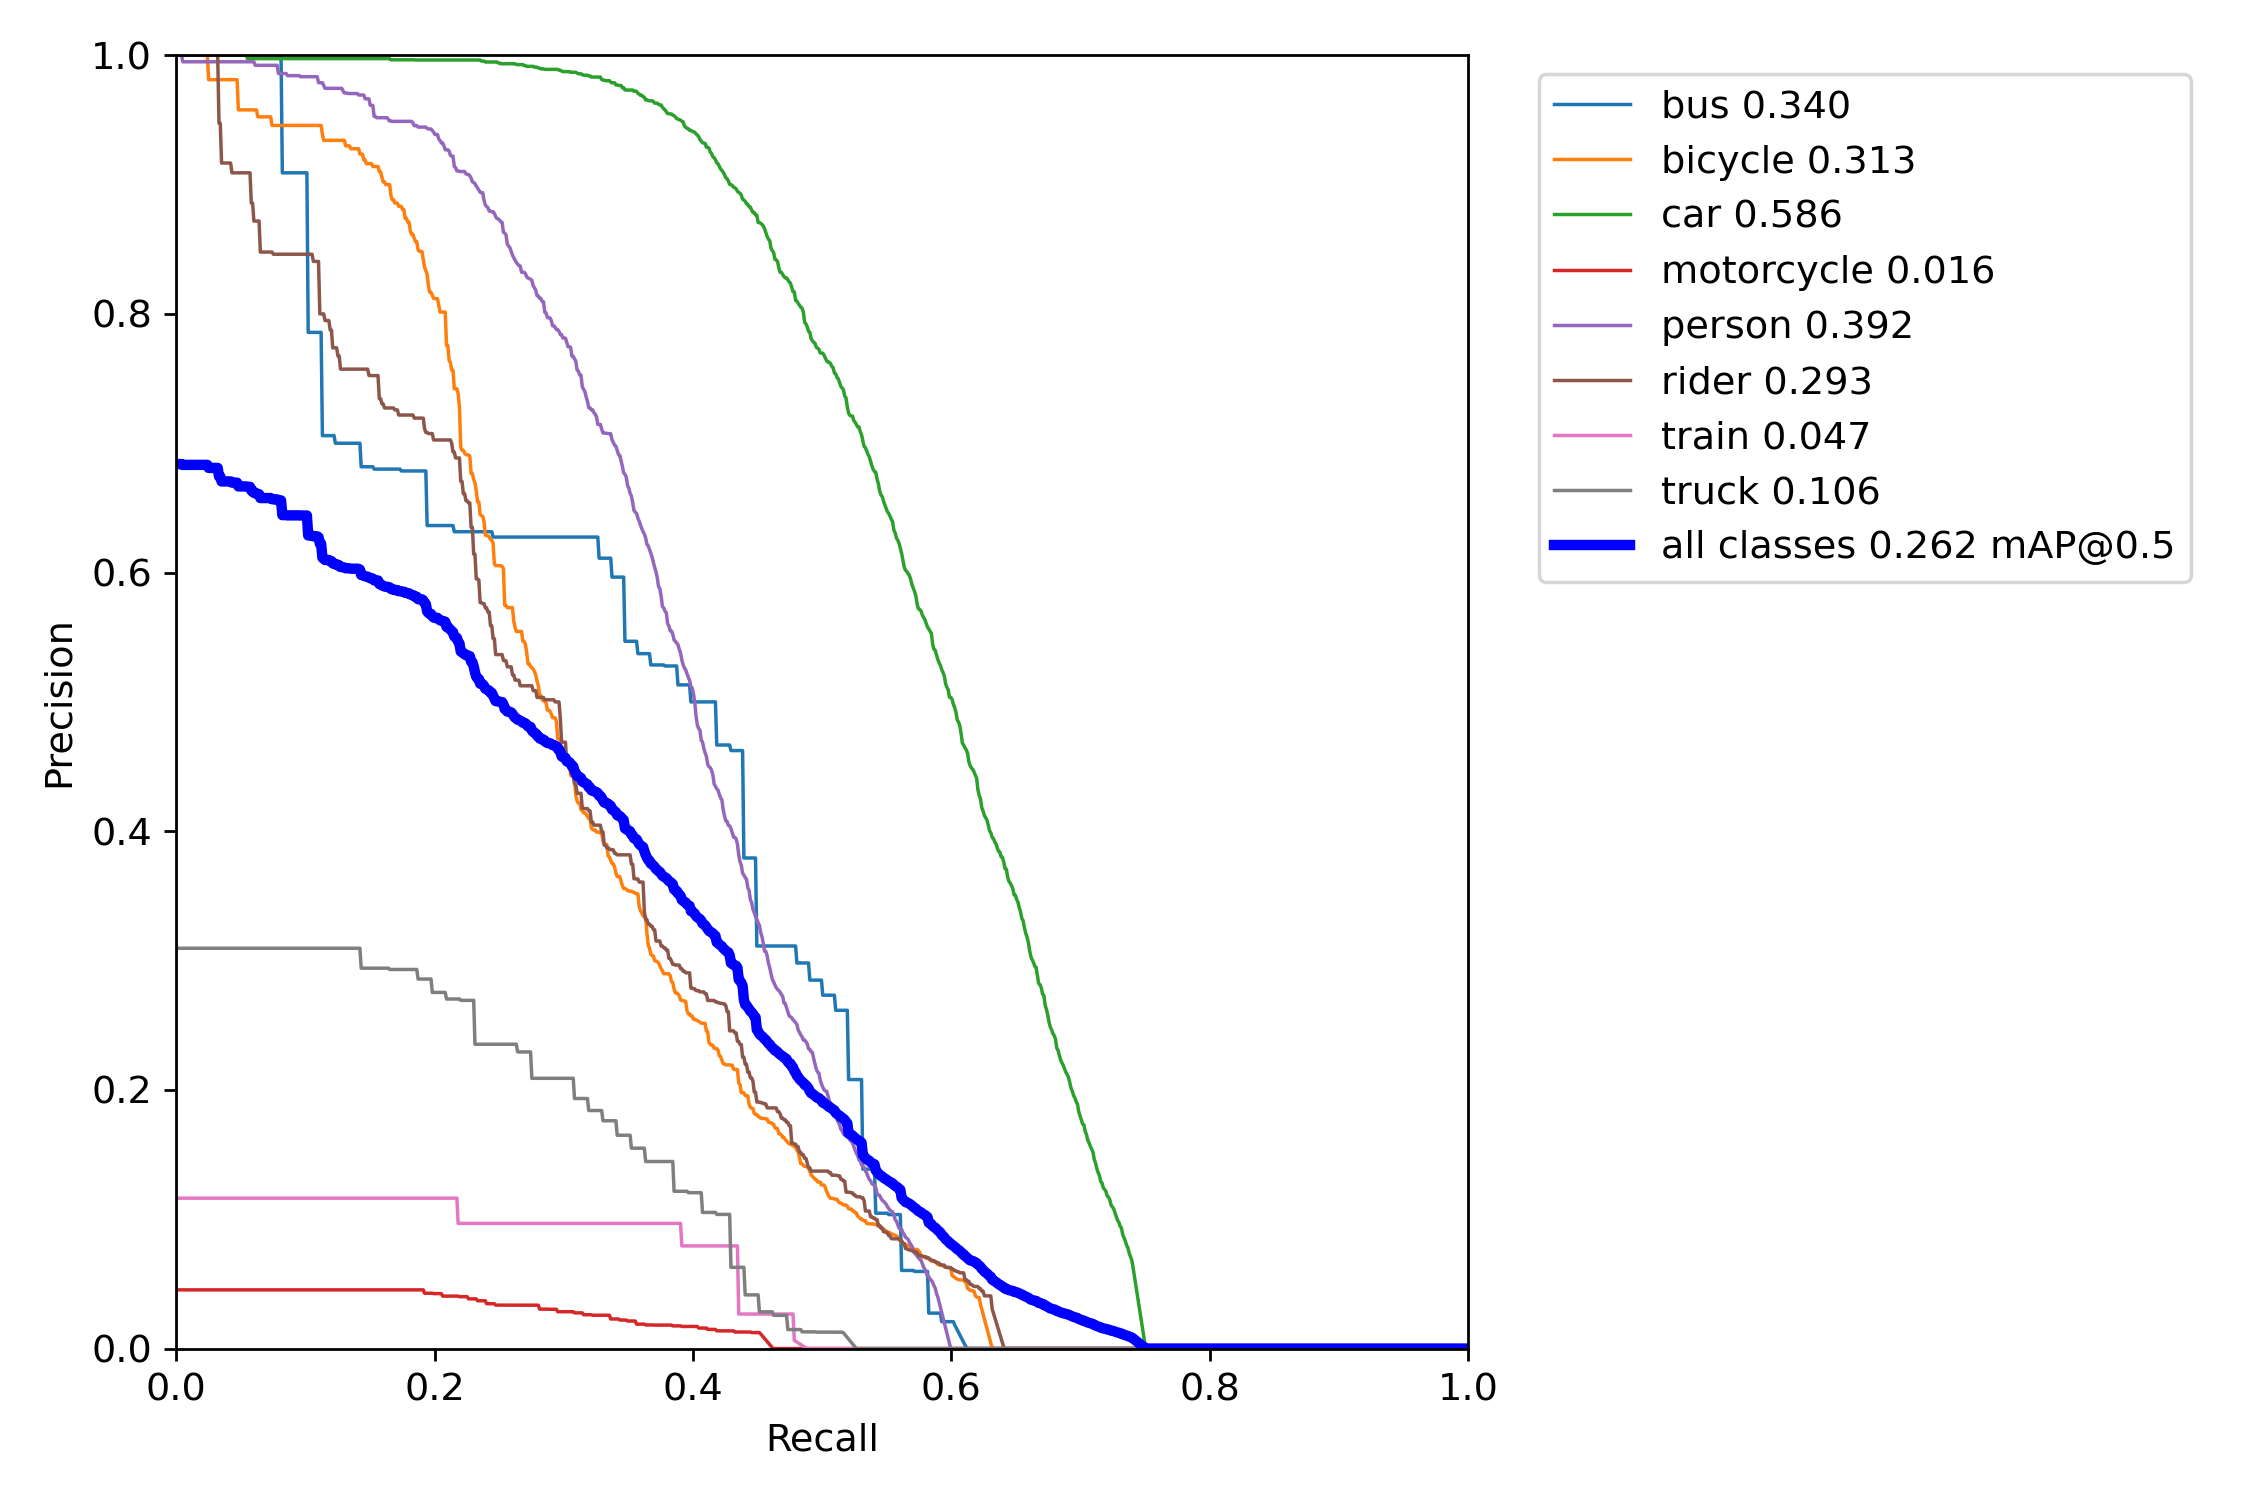 1.0
0.8
0.6
0.4
0.2
0.0
Precision
0.0 0.2 0.4 0.6 0.8 1.0
Recall
bus 0.340
bicycle 0.313
car 0.586
motorcycle 0.016
person 0.392
rider 0.293
train 0.047
truck 0.106
all classes 0.262 mAP@0.5